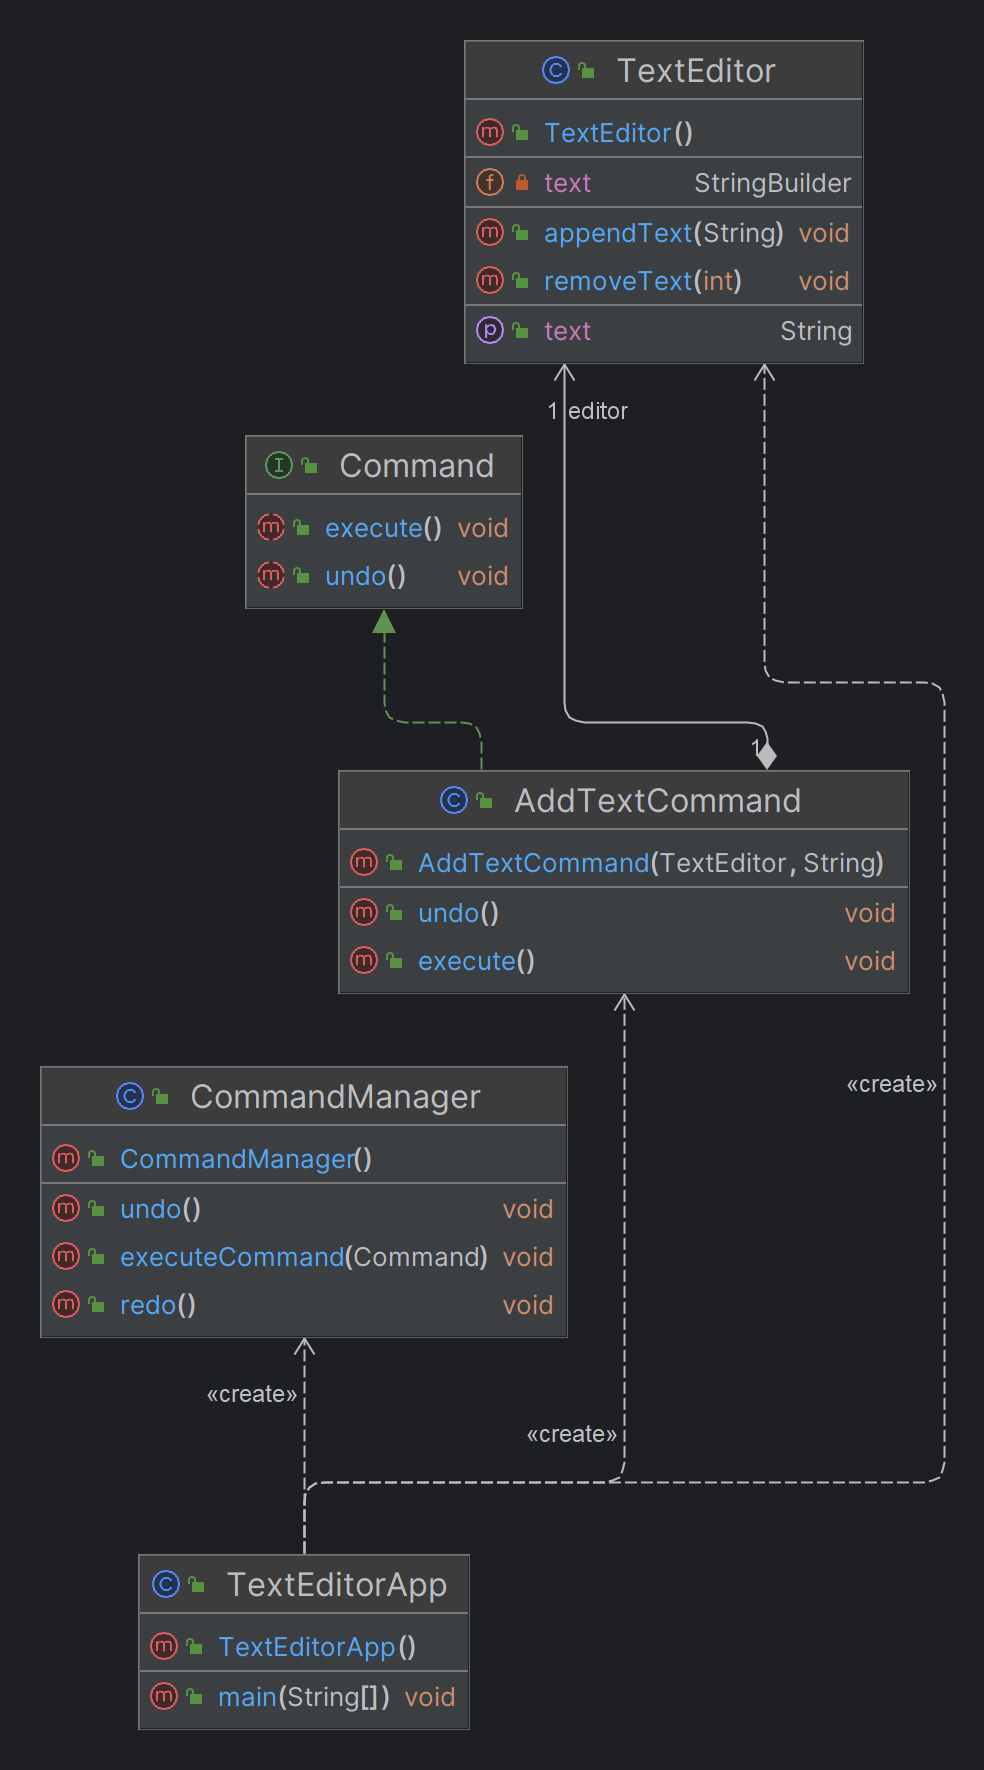 TextEditor
TextEditor()
text StringBuilder
appendText(String) void
removeText(int) void
text String
1 editor
Command
execute() void
undo() void
1
AddTextCommand
AddTextCommand(TextEditor, String)
undo() void
execute() void
CommandManager
CommandManager()
undo() void
executeCommand(Command) void
redo() void
«create»
«create»
«create»
TextEditorApp
TextEditorApp()
main(String[]) void